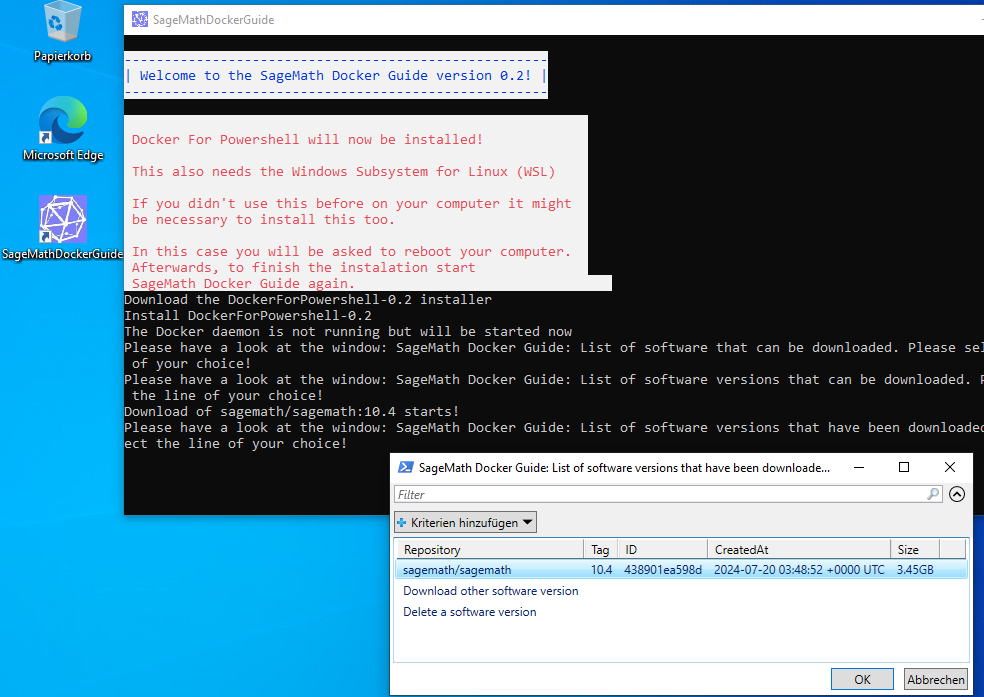 Papierkorb
Microsoft Edge
SageMathDockerGuide
SageMathDockerGuide
| Welcome to the SageMath Docker Guide version 0.2! |
Docker For Powershell will now be installed!
This also needs the Windows Subsystem for Linux (WSL)
If you didn't use this before on your computer it might
be necessary to install this too.
In this case you will be asked to reboot your computer.
Afterwards, to finish the instalation start
SageMath Docker Guide again.
Download the DockerForPowershell-0.2 installer
Install DockerForPowershell-0.2
The Docker daemon is not running but will be started now
Please have a look at the window: SageMath Docker Guide: List of software that can be downloaded. Please sel
of your choice!
Please have a look at the window: SageMath Docker Guide: List of software versions that can be downloaded. P
the line of your choice!
Download of sagemath/sagemath:10.4 starts!
Please have a look at the window: SageMath Docker Guide: List of software versions that have been downloaded
ect the line of your choice!
SageMath Docker Guide: List of software versions that have been downloade...
Filter
Kriterien hinzufügen
Repository Tag ID CreatedAt Size
sagemath/sagemath 10.4 438901ea598d 2024-07-20 03:48:52 +0000 UTC 3.45GB
Download other software version
Delete a software version
OK Abbrechen